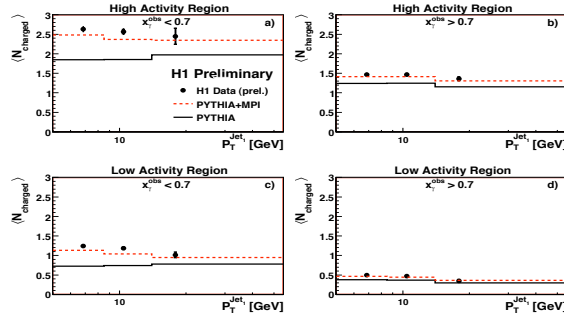 High Activity Region
x_γ^obs < 0.7
a)
⟨N_charged⟩
3
2.5
2
1.5
1
0.5
0
H1 Preliminary
H1 Data (prel.)
PYTHIA+MPI
PYTHIA
10
P_T^Jet_1 [GeV]
High Activity Region
x_γ^obs > 0.7
b)
⟨N_charged⟩
3
2.5
2
1.5
1
0.5
0
10
P_T^Jet_1 [GeV]
Low Activity Region
x_γ^obs < 0.7
c)
⟨N_charged⟩
3
2.5
2
1.5
1
0.5
0
10
P_T^Jet_1 [GeV]
Low Activity Region
x_γ^obs > 0.7
d)
⟨N_charged⟩
3
2.5
2
1.5
1
0.5
0
10
P_T^Jet_1 [GeV]